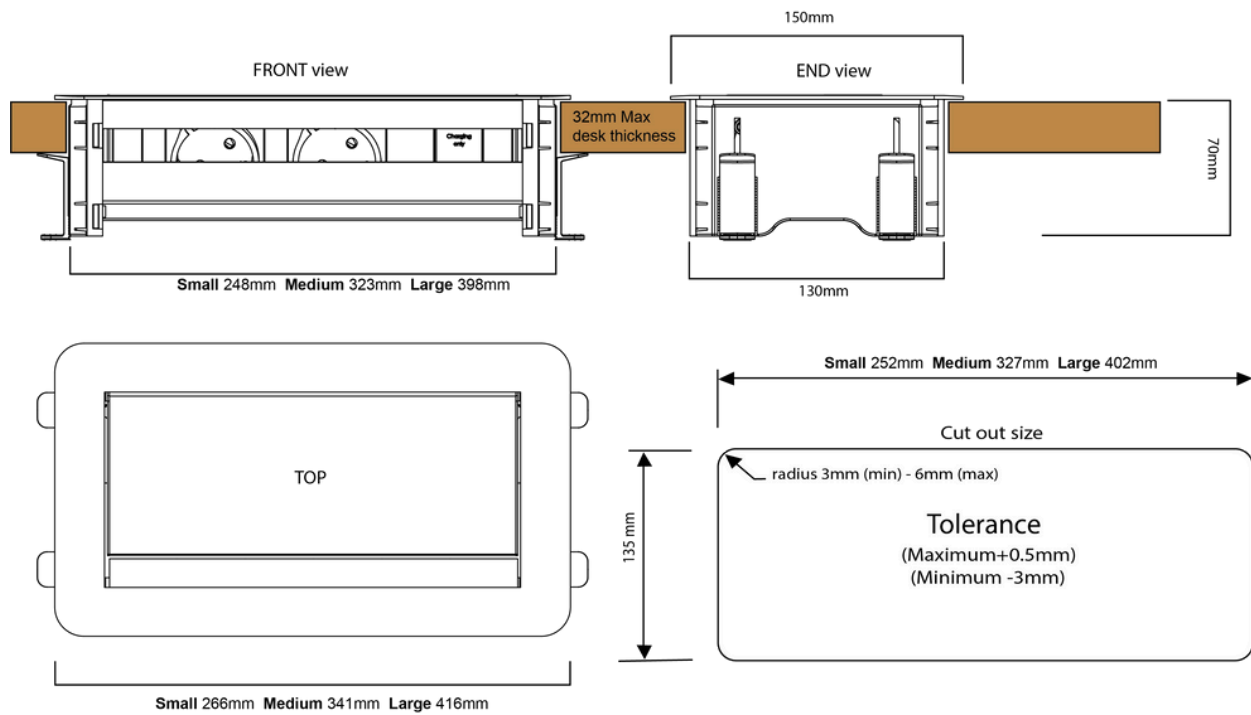 150mm
FRONT view
END view
32mm Max
desk thickness
Charging
only
70mm
Small 248mm Medium 323mm Large 398mm
130mm
Small 252mm Medium 327mm Large 402mm
Cut out size
TOP
radius 3mm (min) - 6mm (max)
135 mm
Tolerance
(Maximum+0.5mm)
(Minimum -3mm)
Small 266mm Medium 341mm Large 416mm